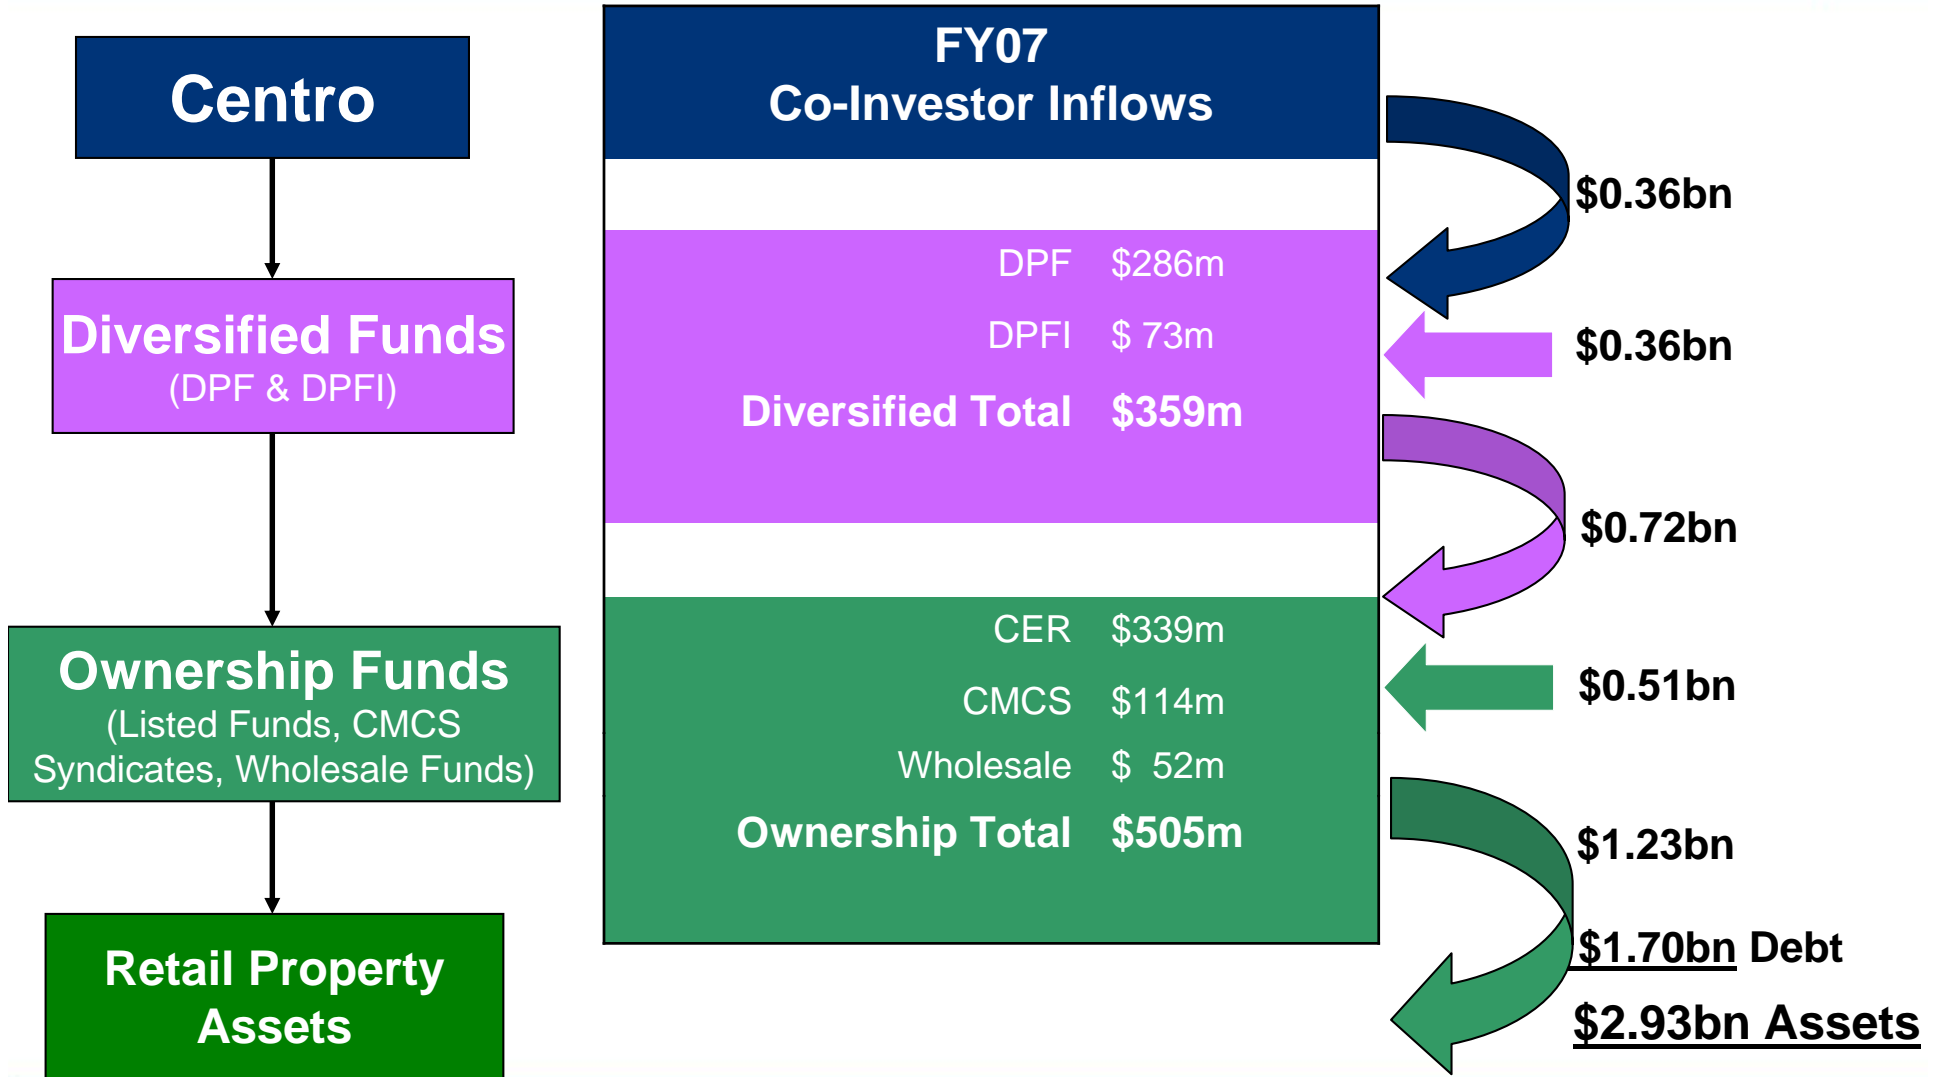 Centro
Diversified Funds
(DPF & DPFI)
Ownership Funds
(Listed Funds, CMCS
Syndicates, Wholesale Funds)
Retail Property
Assets
FY07
Co-Investor Inflows
DPF $286m
DPFI $ 73m
Diversified Total $359m
CER $339m
CMCS $114m
Wholesale $ 52m
Ownership Total $505m
$0.36bn
$0.36bn
$0.72bn
$0.51bn
$1.23bn
$1.70bn Debt
$2.93bn Assets